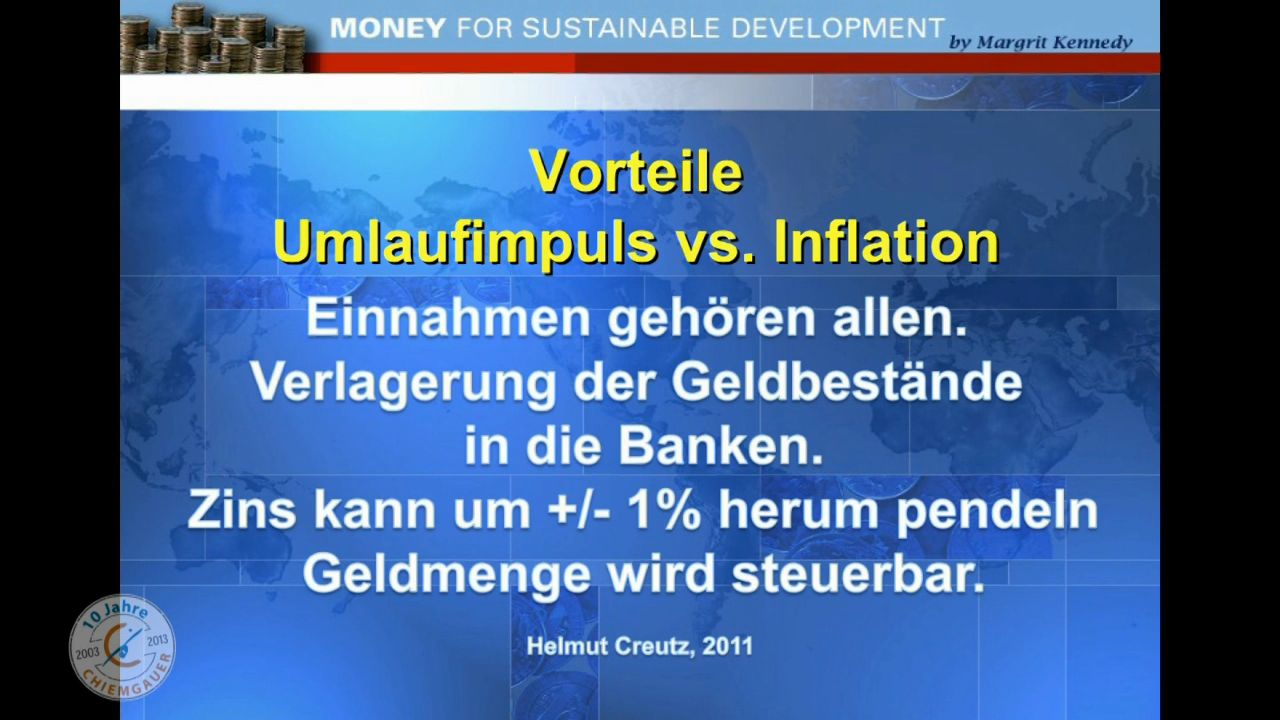 MONEY FOR SUSTAINABLE DEVELOPMENT
by Margrit Kennedy
Vorteile
Umlaufimpuls vs. Inflation
Einnahmen gehören allen.
Verlagerung der Geldbestände
in die Banken.
Zins kann um +/- 1% herum pendeln
Geldmenge wird steuerbar.
Helmut Creutz, 2011
10 Jahre
2003
2013
CHIEMGAUER